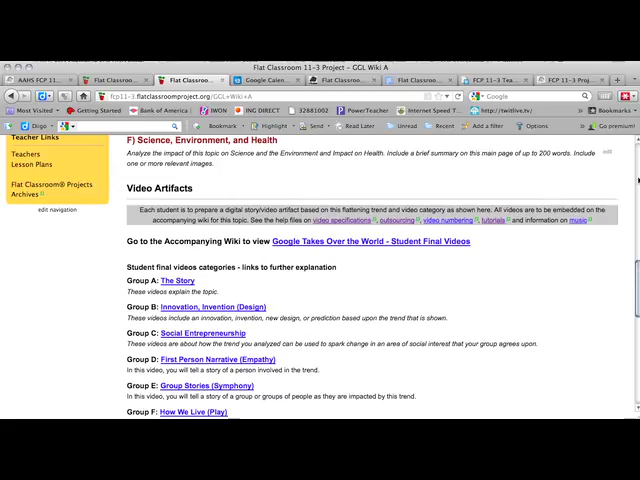 Flat Classroom 11-3 Project - GGL Wiki A
AAHS FCP 11... Flat Classroom... Flat Classroom... Google Calen... Flat Classroom... Flat Classroom... FCP 11-3 Tea... FCP 11-3 Proj...
fcp11-3.flatclassroomproject.org/GGL+Wiki+A
Google
Most Visited Getting Started Bank of America IWON ING DIRECT 32881002 PowerTeacher Internet Speed T... http://twitlive.tv/ Bookmarks
Diigo Bookmark Highlight Send Read Later Unread Recent Add a filter Options Go premium!
Teacher Links
Teachers
Lesson Plans
Flat Classroom® Projects
Archives
edit navigation
F) Science, Environment, and Health
edit
Analyze the impact of this topic on Science and the Environment and Impact on Health. Include a brief summary on this main page of up to 200 words. Include
one or more relevant images.
Video Artifacts
Each student is to prepare a digital story/video artifact based on this flattening trend and video category as shown here. All videos are to be embedded on the
accompanying wiki for this topic. See the help files on video specifications, outsourcing, video numbering, tutorials and information on music
Go to the Accompanying Wiki to view Google Takes Over the World - Student Final Videos
Student final videos categories - links to further explanation
Group A: The Story
These videos explain the topic.
Group B: Innovation, Invention (Design)
These videos include an innovation, invention, new design, or prediction based upon the trend that is shown.
Group C: Social Entrepreneurship
These videos are about how the trend you analyzed can be used to spark change in an area of social interest that your group agrees upon.
Group D: First Person Narrative (Empathy)
In this video, you will tell a story of a person involved in the trend.
Group E: Group Stories (Symphony)
In this video, you will tell a story of a group or groups of people as they are impacted by this trend.
Group F: How We Live (Play)